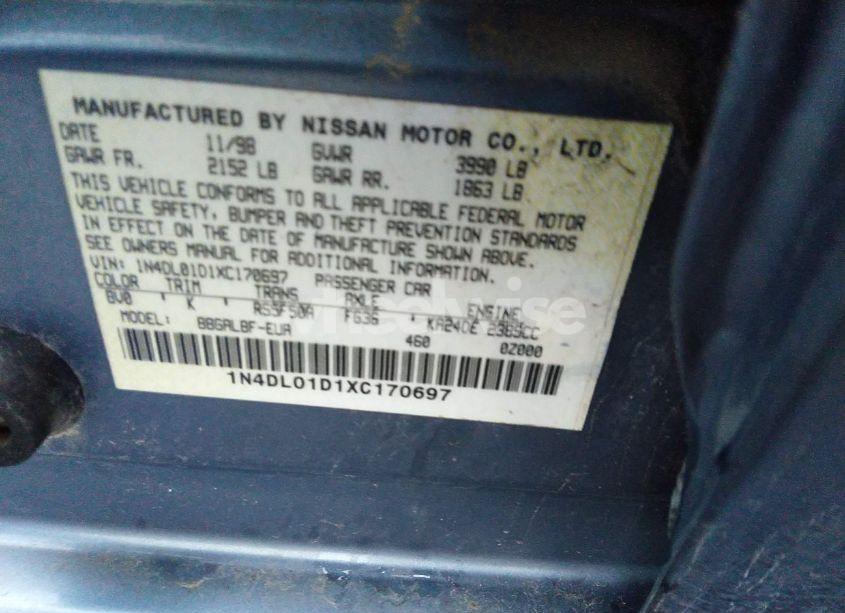 MANUFACTURED BY NISSAN MOTOR CO., LTD.
DATE 11/98 GVWR 3990 LB
GAWR FR. 2152 LB GAWR RR. 1863 LB
THIS VEHICLE CONFORMS TO ALL APPLICABLE FEDERAL MOTOR
VEHICLE SAFETY, BUMPER AND THEFT PREVENTION STANDARDS
IN EFFECT ON THE DATE OF MANUFACTURE SHOWN ABOVE.
SEE OWNERS MANUAL FOR ADDITIONAL INFORMATION.
VIN: 1N4DL01D1XC170697 PASSENGER CAR
COLOR TRIM TRANS AXLE ENGINE
BV0 K RS5F50A FG36 KA24DE 2389CC
MODEL: BBGALBF-EUA 460 0Z000
1N4DL01D1XC170697
wheelwise